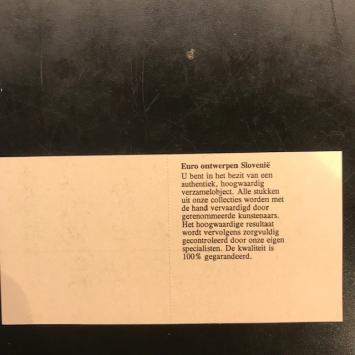 Euro ontwerpen Slovenië
U bent in het bezit van een
authentiek, hoogwaardig
verzamelobject. Alle stukken
uit onze collecties worden met
de hand vervaardigd door
gerenommeerde kunstenaars.
Het hoogwaardige resultaat
wordt vervolgens zorgvuldig
gecontroleerd door onze eigen
specialisten. De kwaliteit is
100% gegarandeerd.